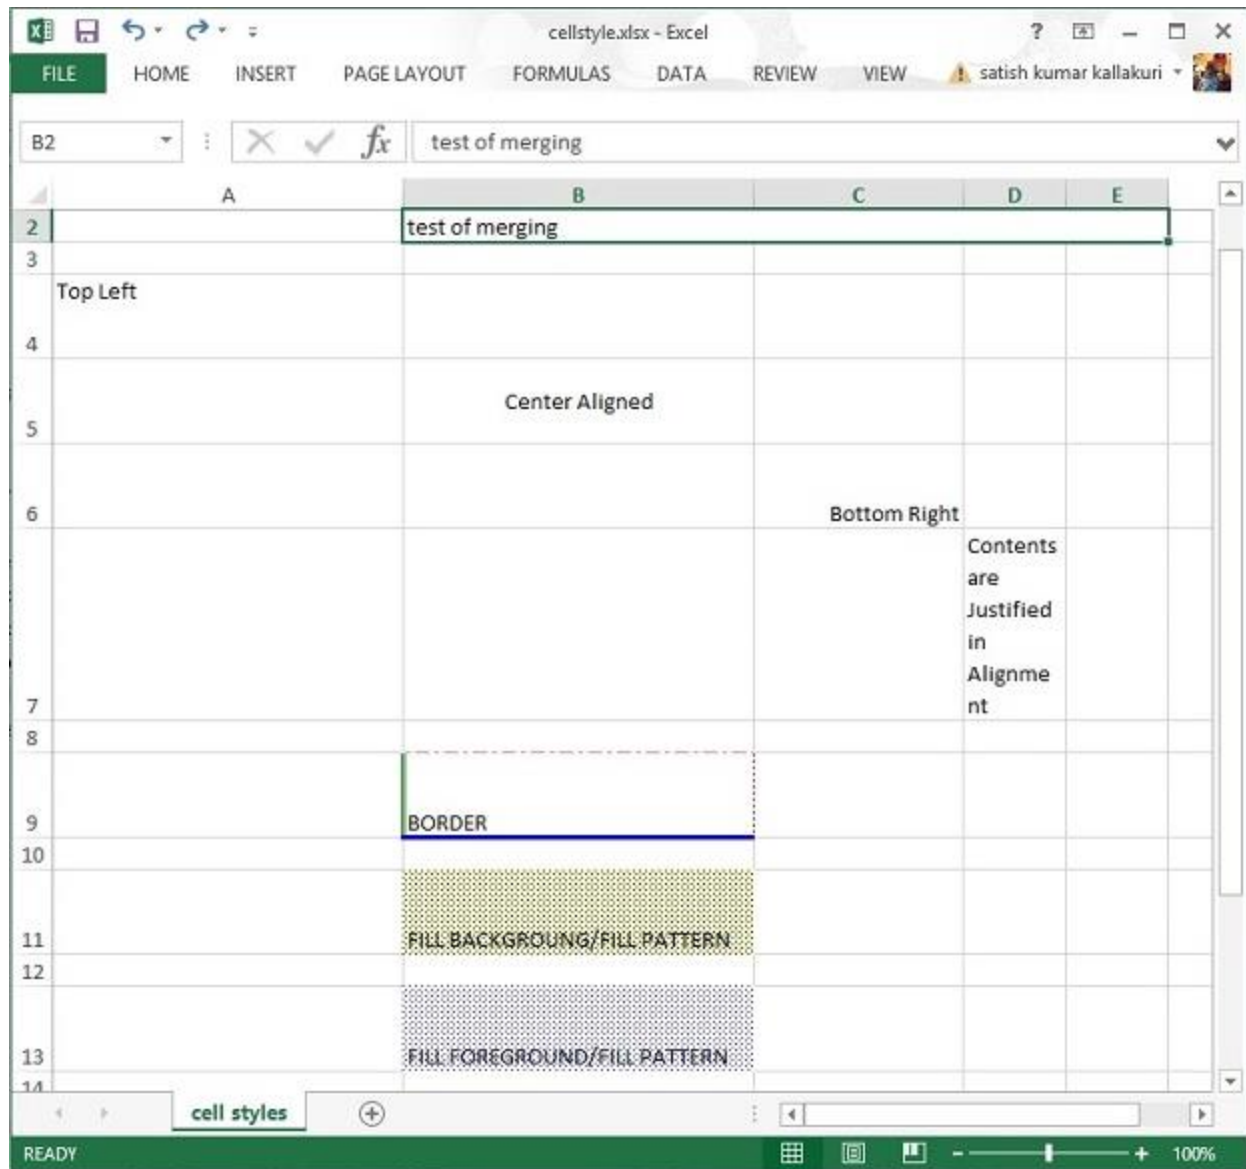 cellstyle.xlsx - Excel
?
FILE HOME INSERT PAGE LAYOUT FORMULAS DATA REVIEW VIEW satish kumar kallakuri
B2 fx test of merging
A B C D E
2 test of merging
3
Top Left
4
Center Aligned
5
6 Bottom Right
Contents
are
Justified
in
Alignme
7 nt
8
9 BORDER
10
11 FILL BACKGROUNG/FILL PATTERN
12
13 FILL FOREGROUND/FILL PATTERN
14
cell styles
READY 100%